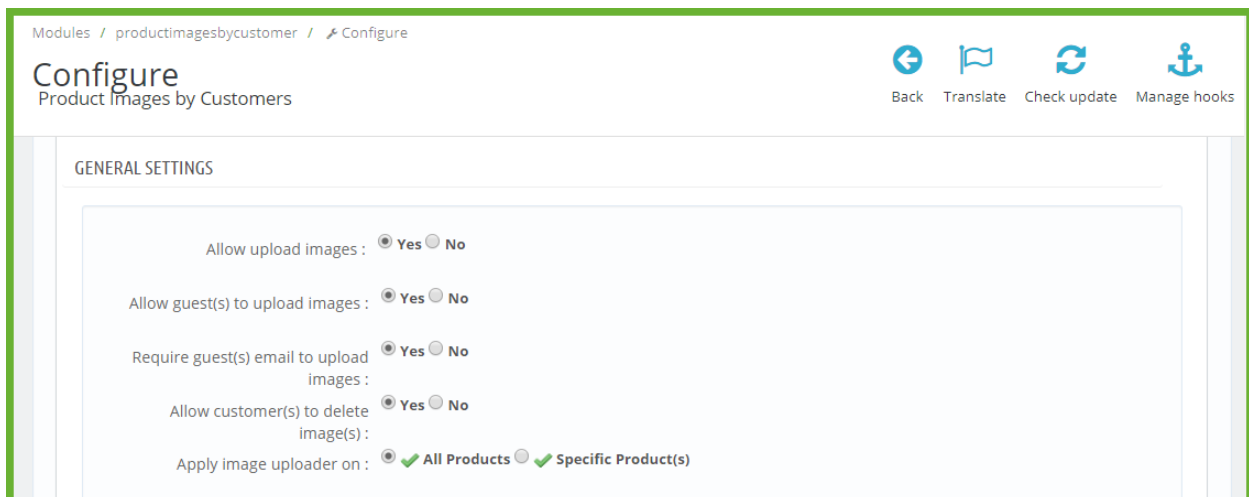 Modules / productimagesbycustomer / Configure
Configure
Product Images by Customers
Back Translate Check update Manage hooks
GENERAL SETTINGS
Allow upload images : Yes No
Allow guest(s) to upload images : Yes No
Require guest(s) email to upload Yes No
images :
Allow customer(s) to delete Yes No
image(s) :
Apply image uploader on : All Products Specific Product(s)